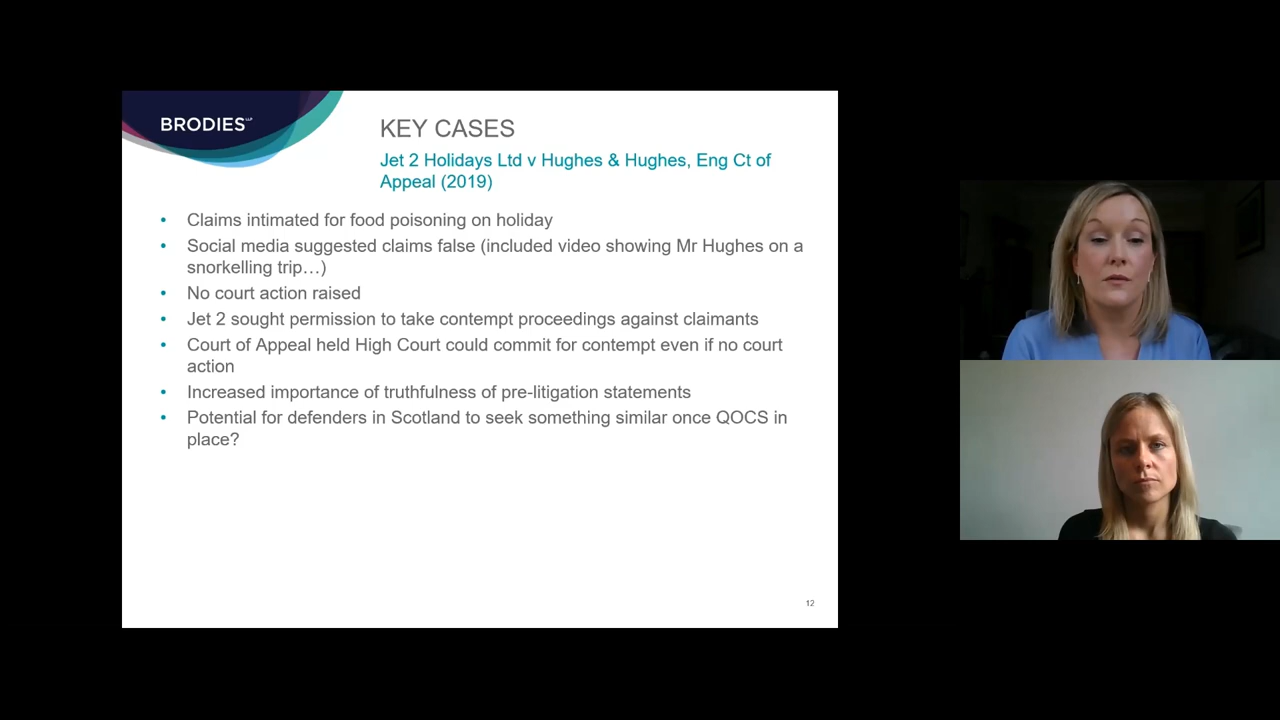 BRODIES LLP
KEY CASES
Jet 2 Holidays Ltd v Hughes & Hughes, Eng Ct of
Appeal (2019)
• Claims intimated for food poisoning on holiday
• Social media suggested claims false (included video showing Mr Hughes on a
snorkelling trip…)
• No court action raised
• Jet 2 sought permission to take contempt proceedings against claimants
• Court of Appeal held High Court could commit for contempt even if no court
action
• Increased importance of truthfulness of pre-litigation statements
• Potential for defenders in Scotland to seek something similar once QOCS in
place?
12